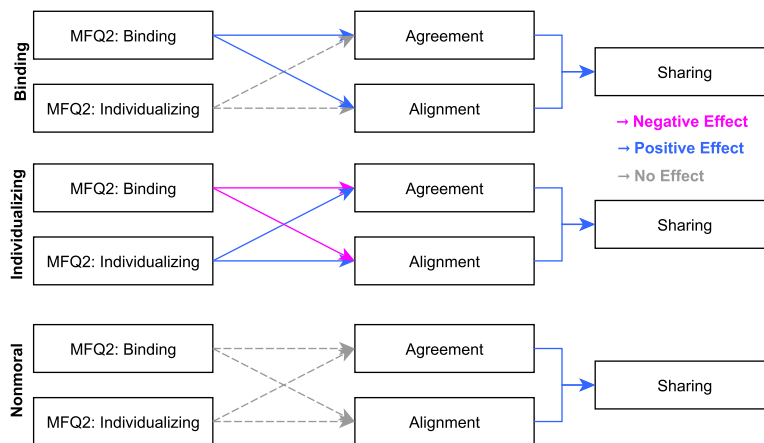 Binding
MFQ2: Binding
Agreement
Sharing
MFQ2: Individualizing
Alignment
→ Negative Effect
→ Positive Effect
→ No Effect
Individualizing
MFQ2: Binding
Agreement
Sharing
MFQ2: Individualizing
Alignment
Nonmoral
MFQ2: Binding
Agreement
Sharing
MFQ2: Individualizing
Alignment